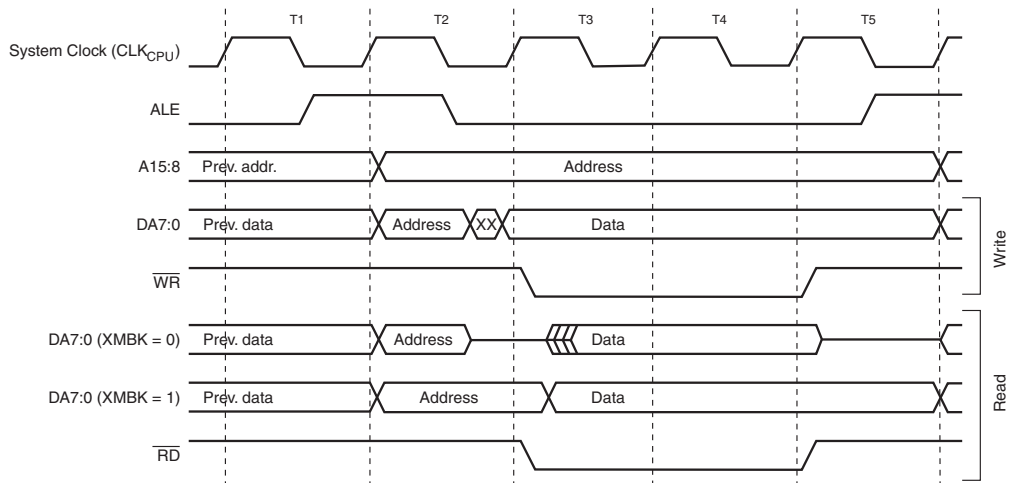 T1 T2 T3 T4 T5
System Clock (CLKCPU)
ALE
A15:8 Prev. addr. Address
DA7:0 Prev. data Address XX Data
WR
Write
DA7:0 (XMBK = 0) Prev. data Address Data
DA7:0 (XMBK = 1) Prev. data Address Data
RD
Read